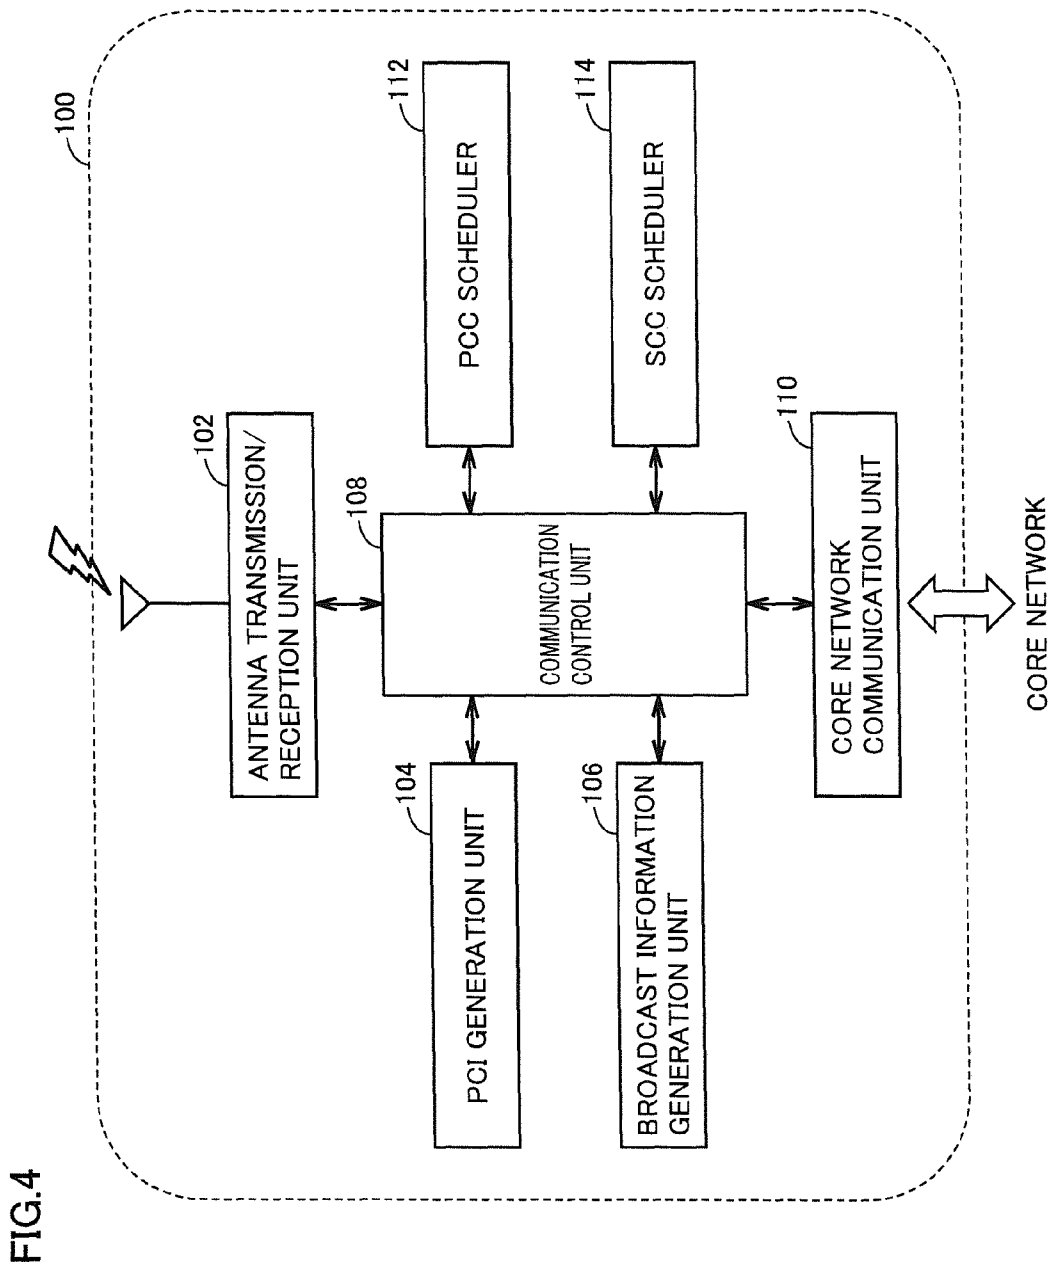 FIG.4
100
102
ANTENNA TRANSMISSION/
RECEPTION UNIT
104
PCI GENERATION UNIT
108
COMMUNICATION
CONTROL UNIT
112
PCC SCHEDULER
106
BROADCAST INFORMATION
GENERATION UNIT
114
SCC SCHEDULER
110
CORE NETWORK
COMMUNICATION UNIT
CORE NETWORK